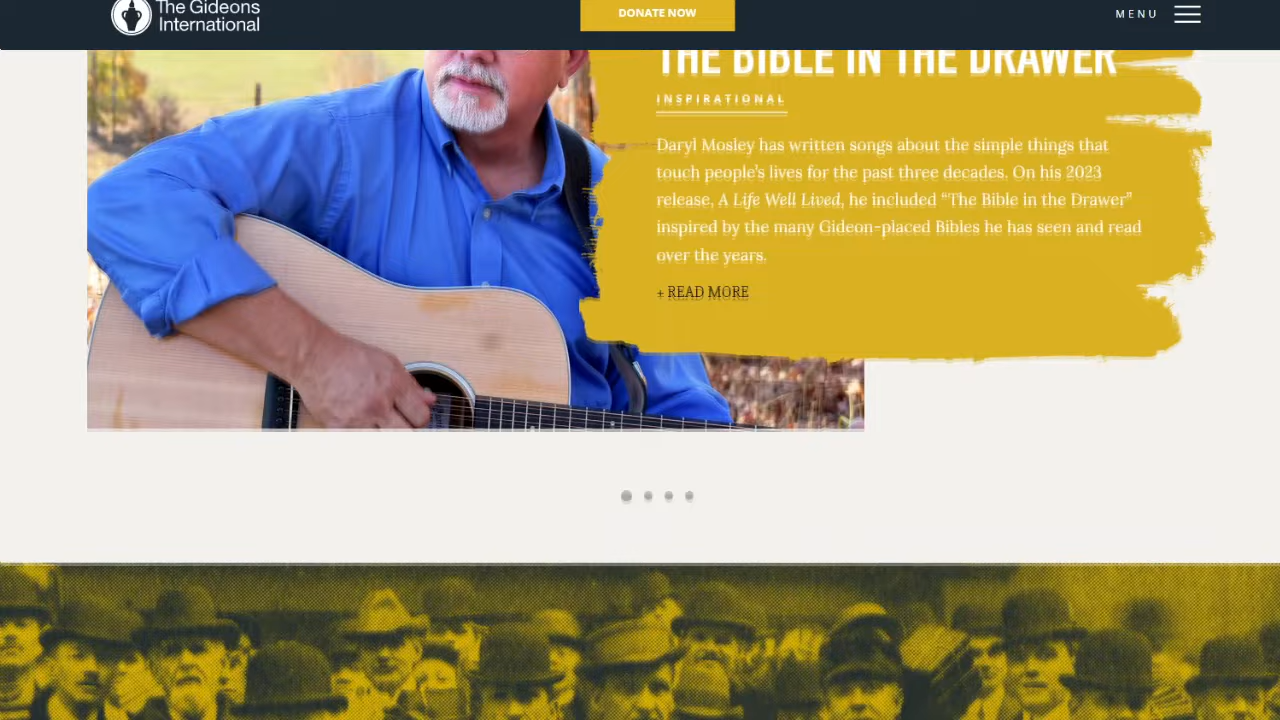 The Gideons
International
DONATE NOW
MENU
THE BIBLE IN THE DRAWER
INSPIRATIONAL
Daryl Mosley has written songs about the simple things that
touch people's lives for the past three decades. On his 2023
release, A Life Well Lived, he included “The Bible in the Drawer”
inspired by the many Gideon-placed Bibles he has seen and read
over the years.
+ READ MORE